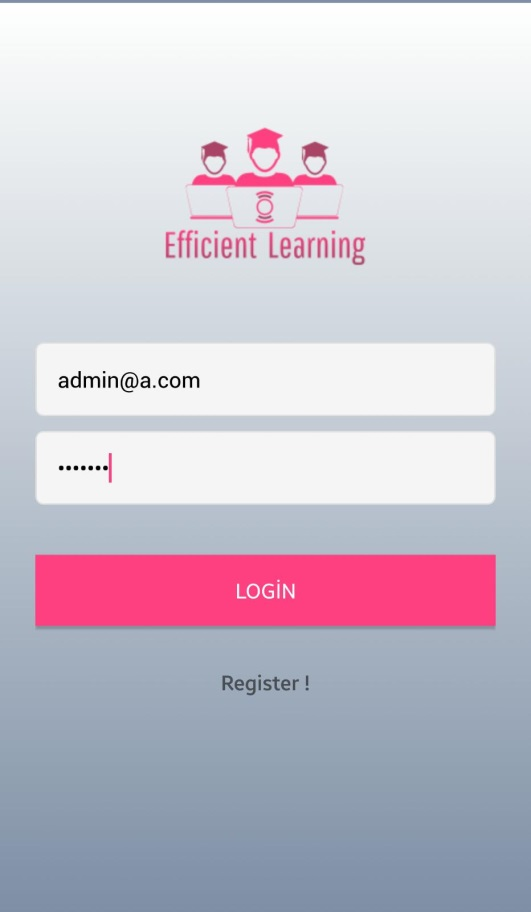 Efficient Learning
admin@a.com
•••••••
LOGİN
Register !